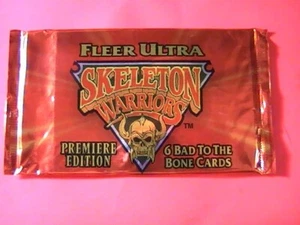 FLEER ULTRA
SKELETON
WARRIORS
TM
PREMIERE
EDITION
6 BAD TO THE
BONE CARDS